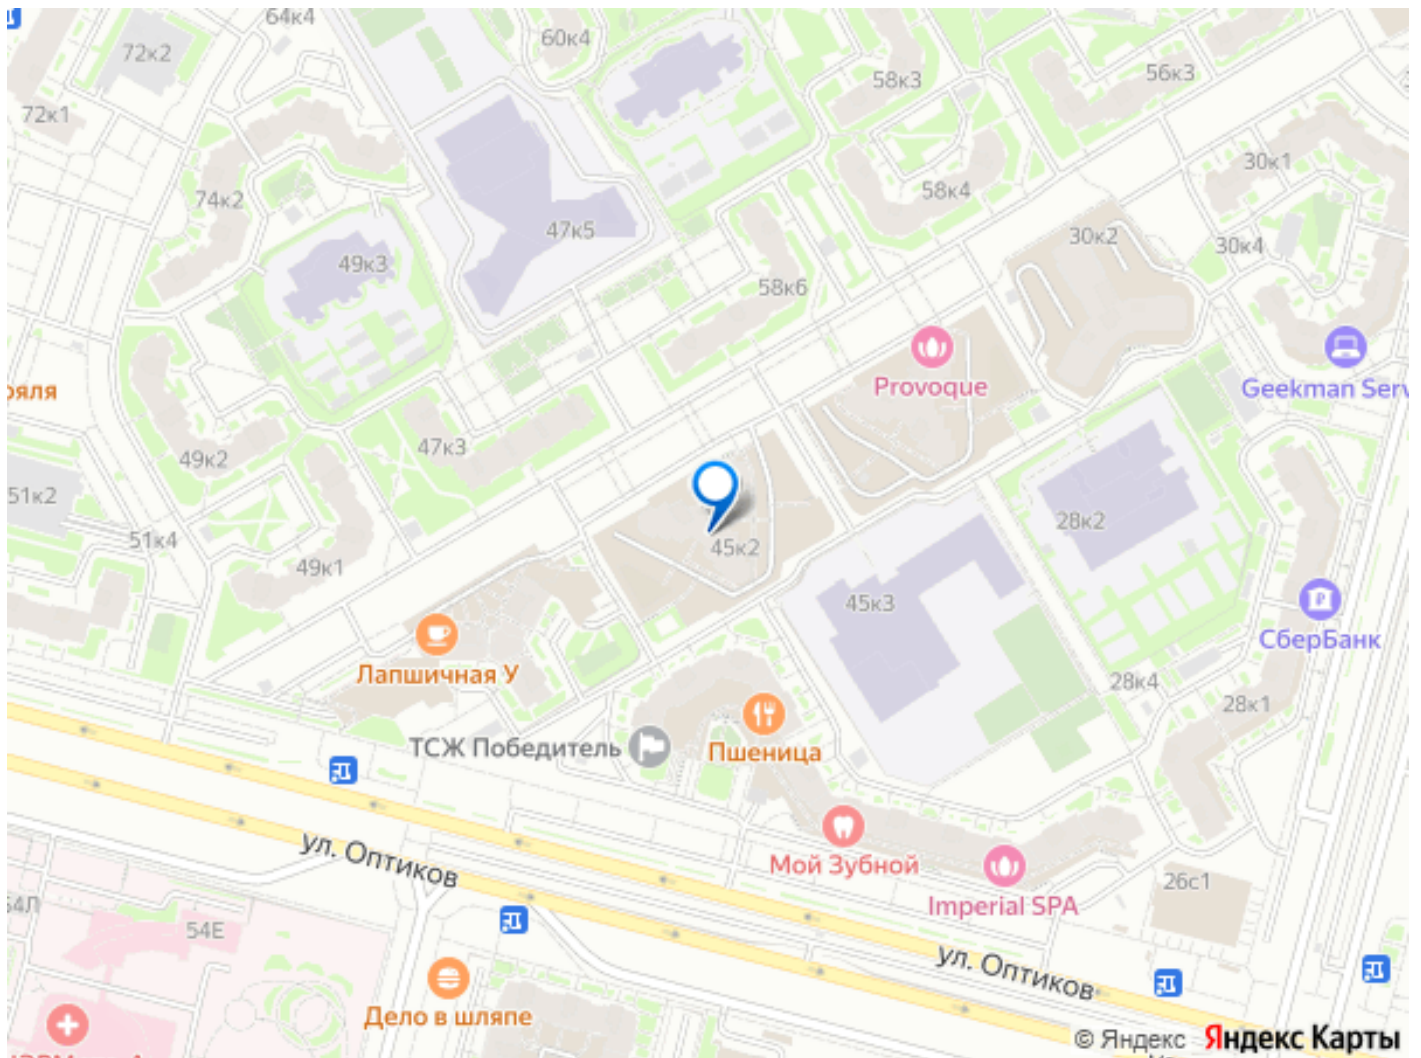 64к4
60к4
72к2
58к3
56к3
72к1
30к1
74к2
58к4
47к5
30к2
30к4
49к3
58к6
Provoque
Geekman Serv
47к3
49к2
51к2
28к2
51к4
45к2
49к1
45к3
СберБанк
Лапшичная У
28к4
28к1
ТСЖ Победитель
Пшеница
ул. Оптиков
Мой Зубной
26с1
Imperial SPA
54Л
54Е
ул. Оптиков
Дело в шляпе
© Яндекс Яндекс Карты